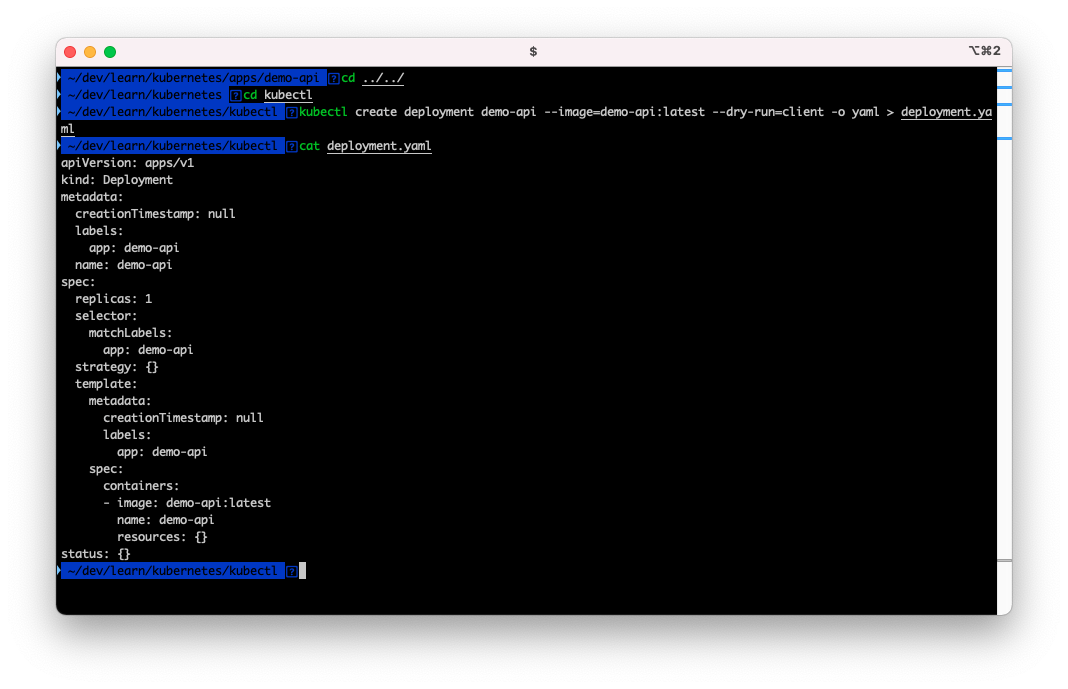 $
⌥⌘2
~/dev/learn/kubernetes/apps/demo-api ? cd ../../
~/dev/learn/kubernetes ? cd kubectl
~/dev/learn/kubernetes/kubectl ? kubectl create deployment demo-api --image=demo-api:latest --dry-run=client -o yaml > deployment.ya
ml
~/dev/learn/kubernetes/kubectl ? cat deployment.yaml
apiVersion: apps/v1
kind: Deployment
metadata:
  creationTimestamp: null
  labels:
    app: demo-api
  name: demo-api
spec:
  replicas: 1
  selector:
    matchLabels:
      app: demo-api
  strategy: {}
  template:
    metadata:
      creationTimestamp: null
      labels:
        app: demo-api
    spec:
      containers:
      - image: demo-api:latest
        name: demo-api
        resources: {}
status: {}
~/dev/learn/kubernetes/kubectl ?